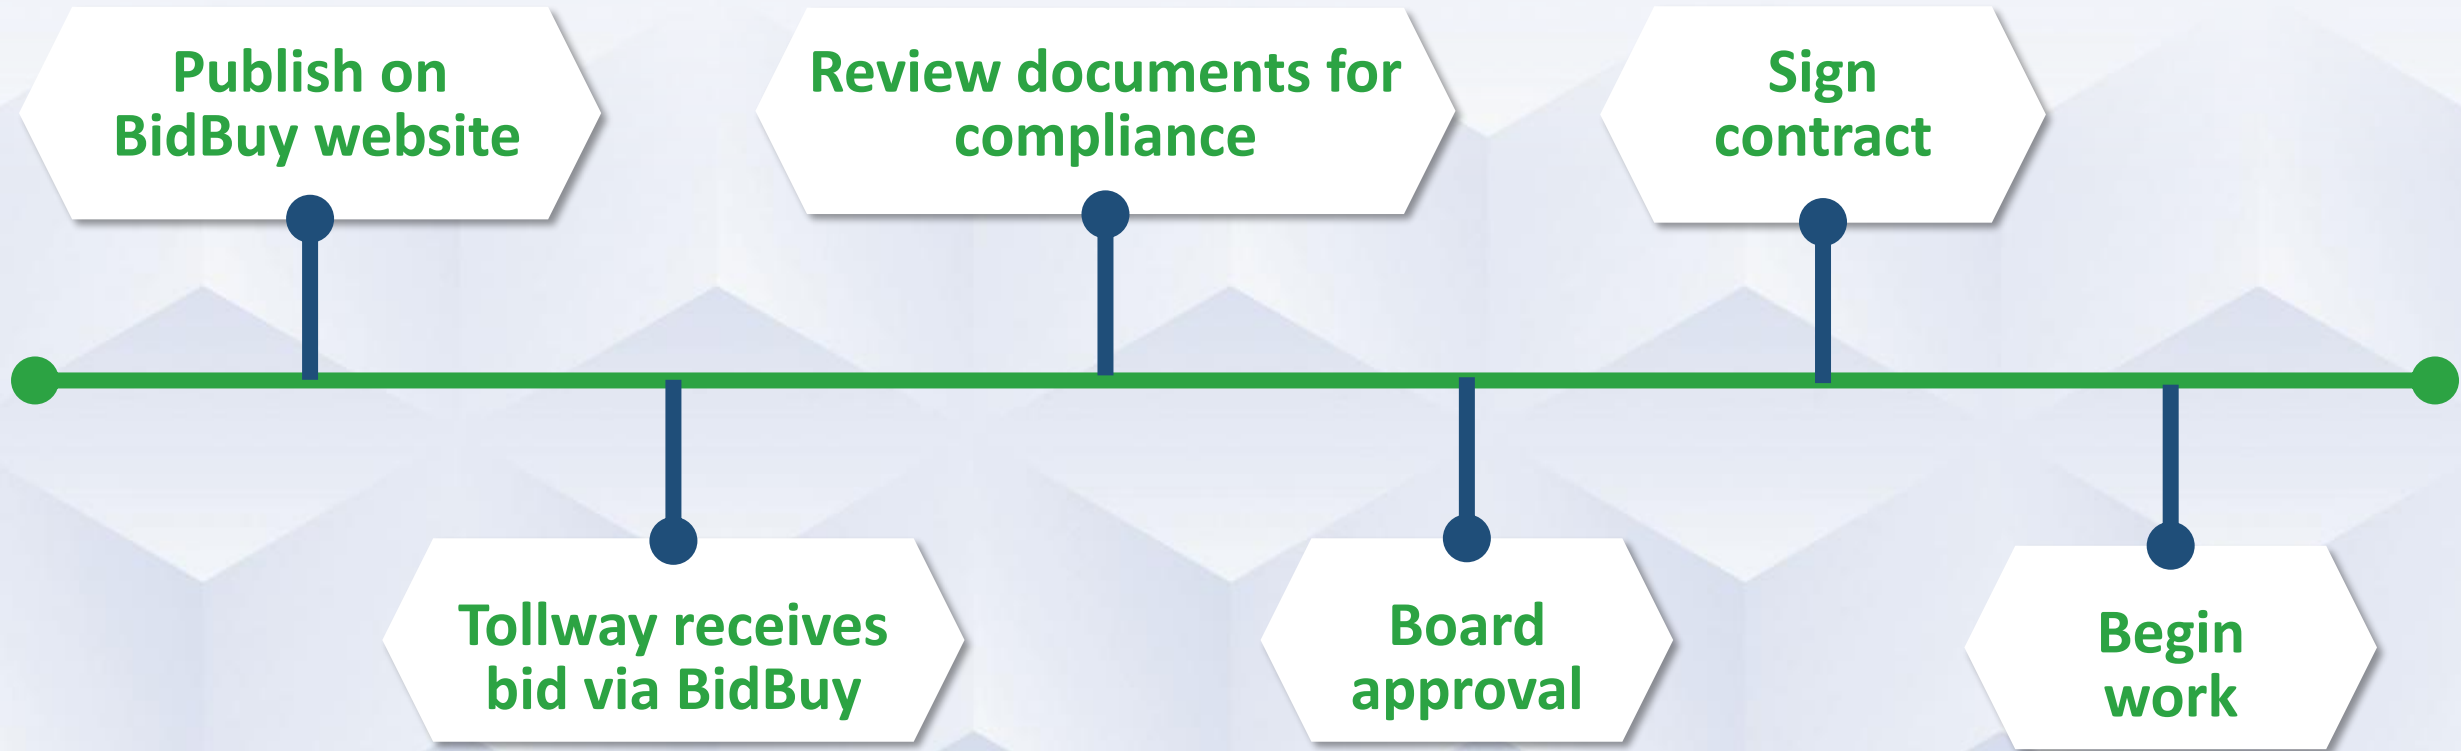 Publish on
BidBuy website
Tollway receives
bid via BidBuy
Review documents for
compliance
Board
approval
Sign
contract
Begin
work